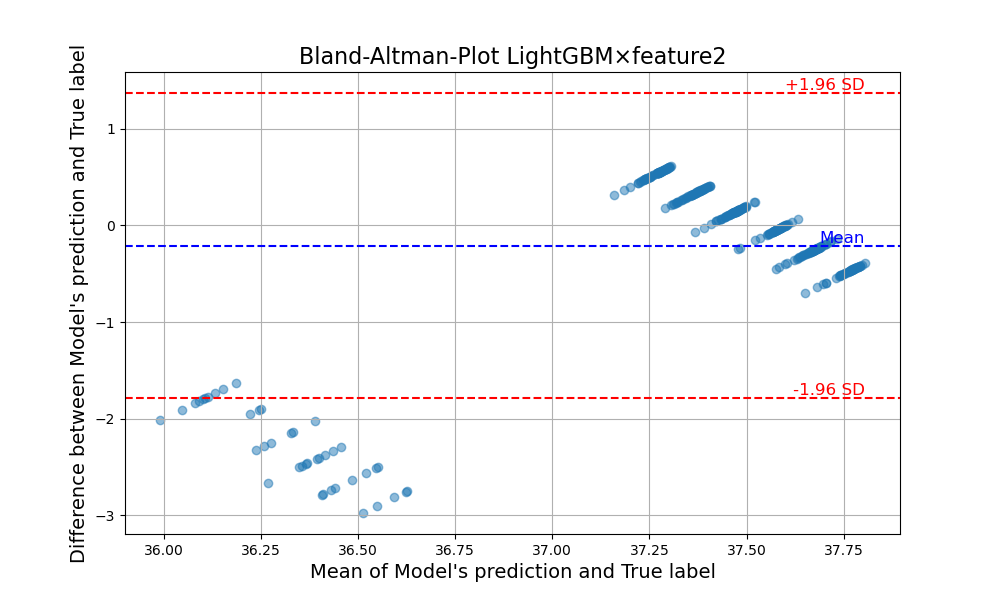 Bland-Altman-Plot LightGBM×feature2
Difference between Model's prediction and True label
1
0
−1
−2
−3
+1.96 SD
Mean
-1.96 SD
36.00 36.25 36.50 36.75 37.00 37.25 37.50 37.75
Mean of Model's prediction and True label